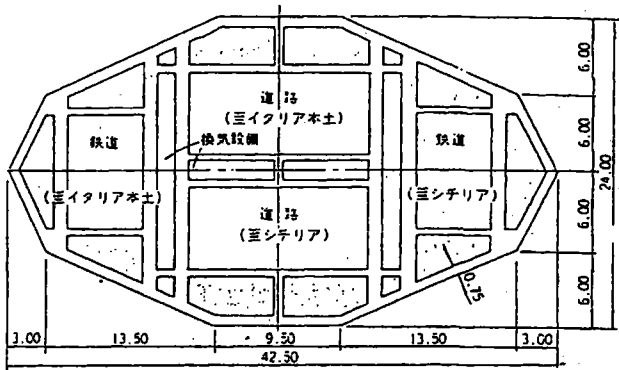 道路
(至イタリア本土)
換気設備
鉄道
(至イタリア本土)
鉄道
(至シチリア)
道路
(至シチリア)
0.75
6.00
6.00
6.00
6.00
24.00
3.00
13.50
9.50
13.50
3.00
42.50